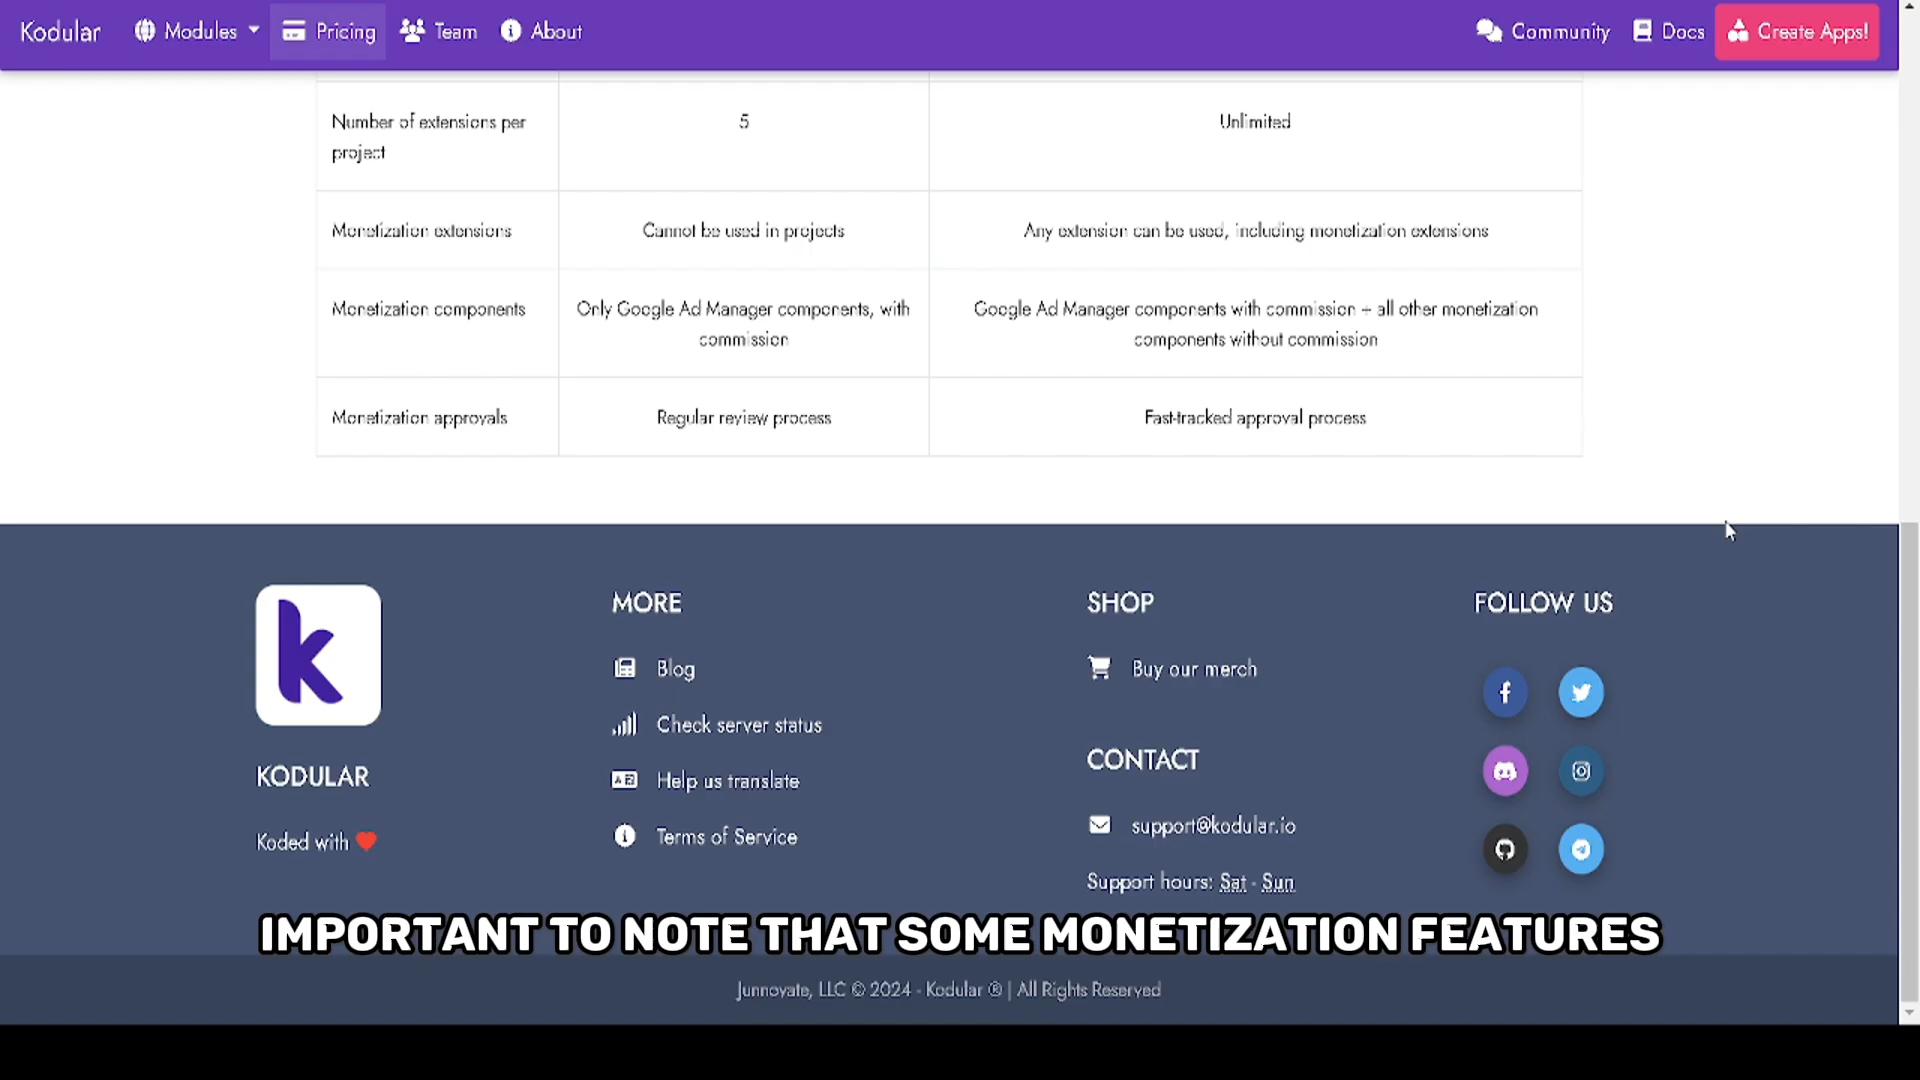 Kodular Modules Pricing Team About Community Docs Create Apps!
Number of extensions per
project
5
Unlimited
Monetization extensions
Cannot be used in projects
Any extension can be used, including monetization extensions
Monetization components
Only Google Ad Manager components, with
commission
Google Ad Manager components with commission + all other monetization
components without commission
Monetization approvals
Regular review process
Fast-tracked approval process
k
KODULAR
Koded with ❤
MORE
Blog
Check server status
Help us translate
Terms of Service
SHOP
Buy our merch
CONTACT
support@kodular.io
Support hours: Sat - Sun
FOLLOW US
IMPORTANT TO NOTE THAT SOME MONETIZATION FEATURES
Junnovate, LLC © 2024 - Kodular ® | All Rights Reserved